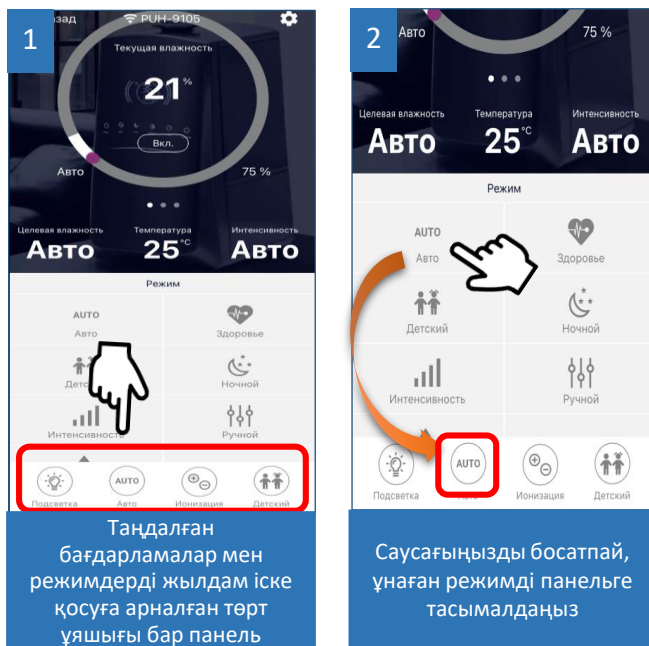 1
зад
PUH-9105
Текущая влажность
21%
Вкл.
Авто
75 %
Целевая влажность
Температура
Интенсивность
Авто
25°C
Авто
Режим
AUTO
Авто
Здоровье
Ночной
Интенсивность
Ручной
AUTO
Подсветка
Авто
Ионизация
Детский
Таңдалған
бағдарламалар мен
режимдерді жылдам іске
қосуға арналған төрт
ұяшығы бар панель
2
Авто
75 %
Целевая влажность
Температура
Интенсивность
Авто
25°C
Авто
Режим
AUTO
Авто
Здоровье
Детский
Ночной
Интенсивность
Ручной
AUTO
Подсветка
Авто
Ионизация
Детский
Саусағыңызды босатпай,
ұнаған режимді панельге
тасымалдаңыз